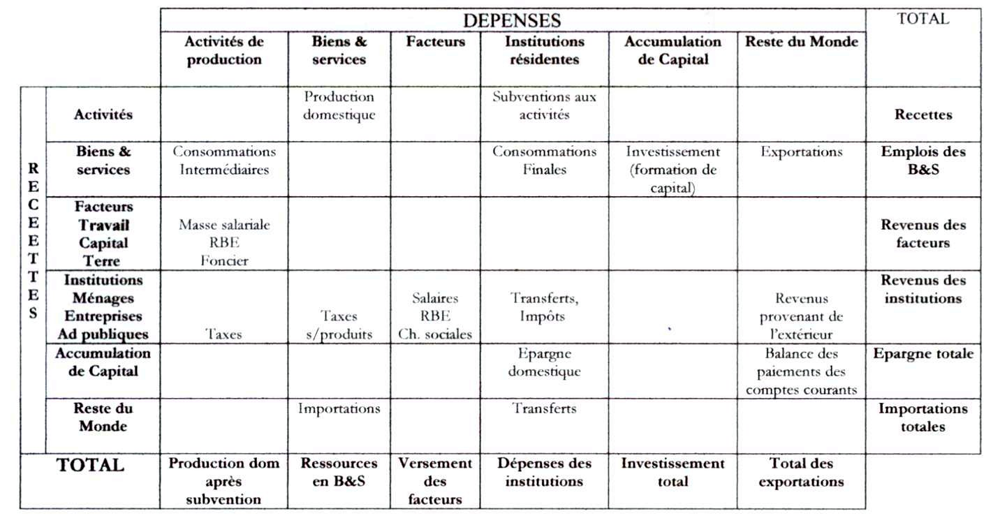 DEPENSES
TOTAL
Activités de
production
Biens &
services
Facteurs
Institutions
résidentes
Accumulation
de Capital
Reste du Monde
RECETTES
Activités
Production
domestique
Subventions aux
activités
Recettes
Biens &
services
Consommations
Intermédiaires
Consommations
Finales
Investissement
(formation de
capital)
Exportations
Emplois des
B&S
Facteurs
Travail
Capital
Terre
Masse salariale
RBE
Foncier
Revenus des
facteurs
Institutions
Ménages
Entreprises
Ad publiques
Taxes
Taxes
s/produits
Salaires
RBE
Ch. sociales
Transferts,
Impôts
Revenus
provenant de
l'extérieur
Revenus des
institutions
Accumulation
de Capital
Epargne
domestique
Balance des
paiements des
comptes courants
Epargne totale
Reste du
Monde
Importations
Transferts
Importations
totales
TOTAL
Production dom
après
subvention
Ressources
en B&S
Versement
des
facteurs
Dépenses des
institutions
Investissement
total
Total des
exportations